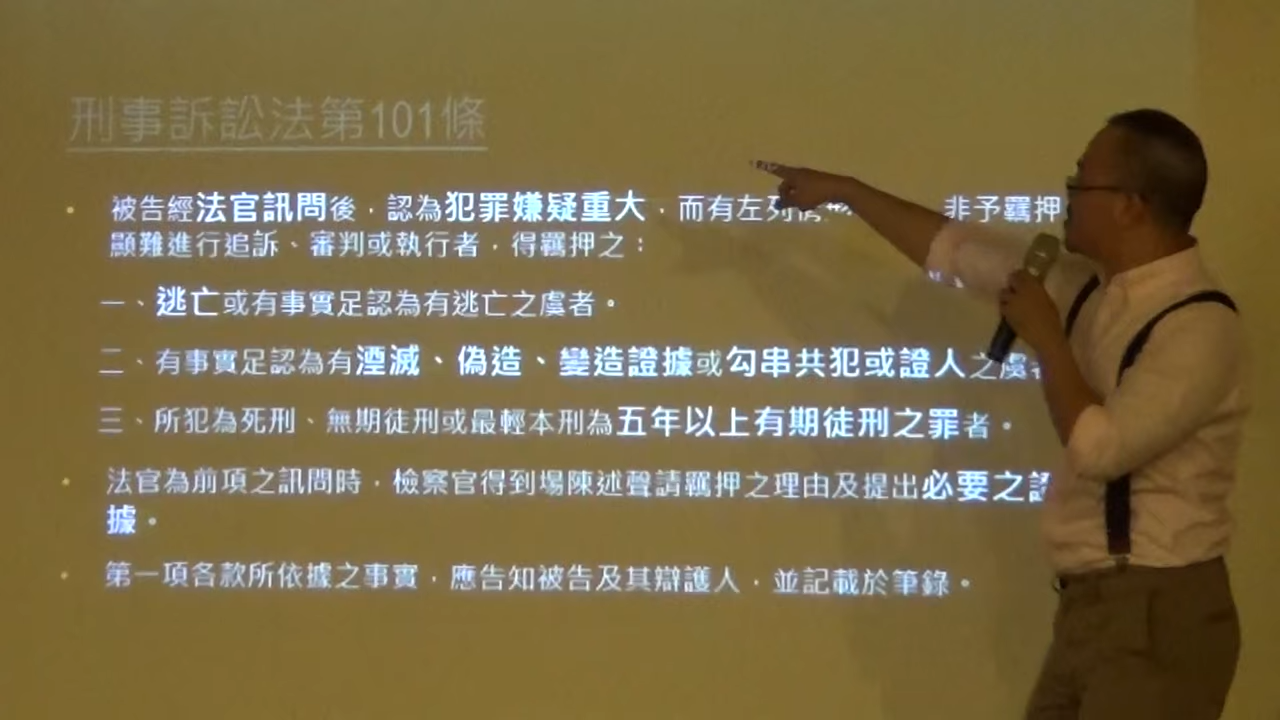 刑事訴訟法第101條
• 被告經法官訊問後，認為犯罪嫌疑重大，而有左列情 非予羈押
顯難進行追訴、審判或執行者，得羈押之：
一、逃亡或有事實足認為有逃亡之虞者。
二、有事實足認為有湮滅、偽造、變造證據或勾串共犯或證人之虞者
三、所犯為死刑、無期徒刑或最輕本刑為五年以上有期徒刑之罪者。
• 法官為前項之訊問時，檢察官得到場陳述聲請羈押之理由及提出必要之證
據。
• 第一項各款所依據之事實，應告知被告及其辯護人，並記載於筆錄。